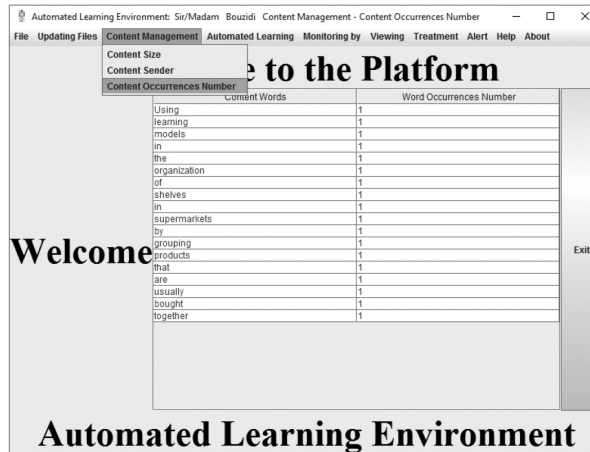 Automated Learning Environment: Sir/Madam Bouzidi Content Management - Content Occurrences Number
File Updating Files Content Management Automated Learning Monitoring by Viewing Treatment Alert Help About
Content Size
Content Sender
Content Occurrences Number
e to the Platform
Content Words Word Occurrences Number
Using 1
learning 1
models 1
in 1
the 1
organization 1
of 1
shelves 1
in 1
supermarkets 1
by 1
grouping 1
products 1
that 1
are 1
usually 1
bought 1
together 1
Welcome
Exit
Automated Learning Environment